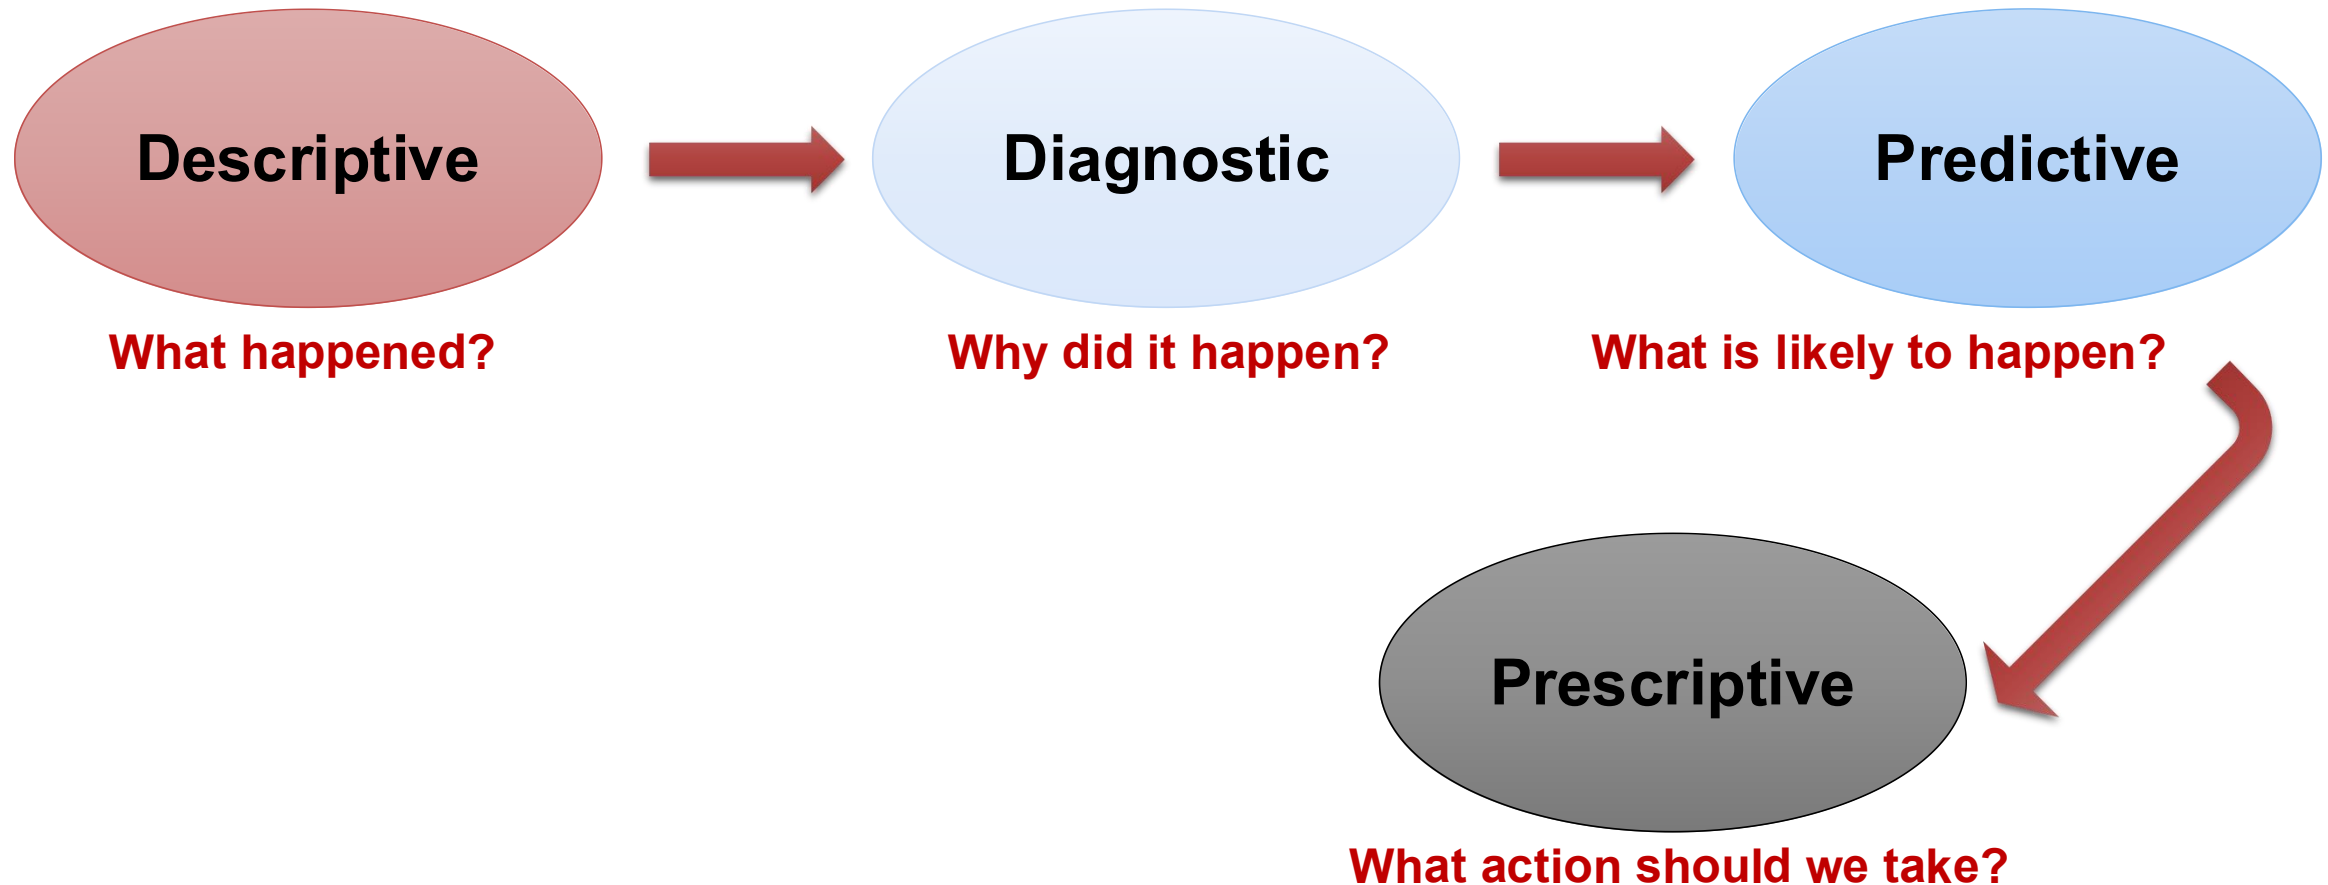 Descriptive
Diagnostic
Predictive
What happened?
Why did it happen?
What is likely to happen?
Prescriptive
What action should we take?